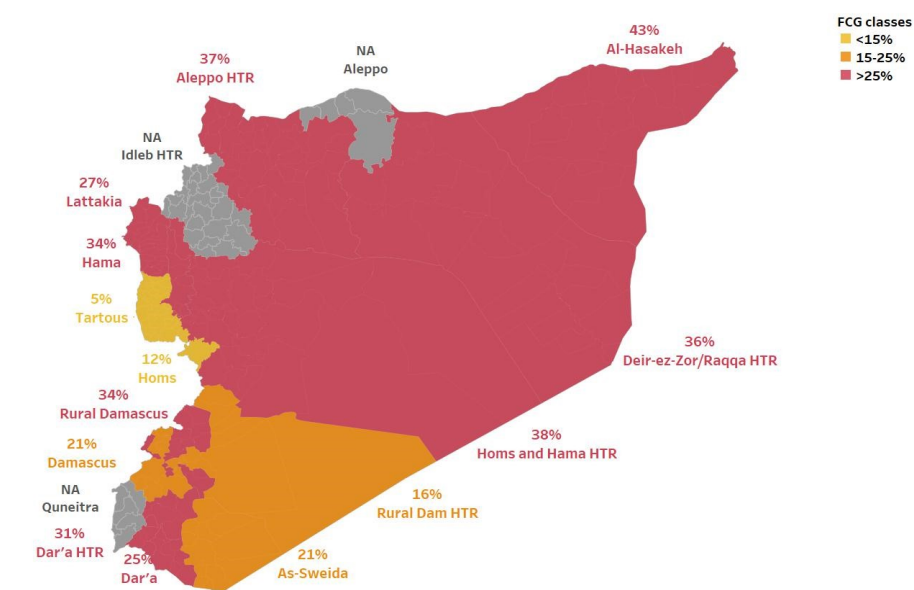 43%
Al-Hasakeh
FCG classes
<15%
15-25%
>25%
37%
Aleppo HTR
NA
Aleppo
NA
Idleb HTR
27%
Lattakia
34%
Hama
5%
Tartous
12%
Homs
36%
Deir-ez-Zor/Raqqa HTR
34%
Rural Damascus
38%
Homs and Hama HTR
21%
Damascus
NA
Quneitra
16%
Rural Dam HTR
31%
Dar'a HTR
25%
Dar'a
21%
As-Sweida